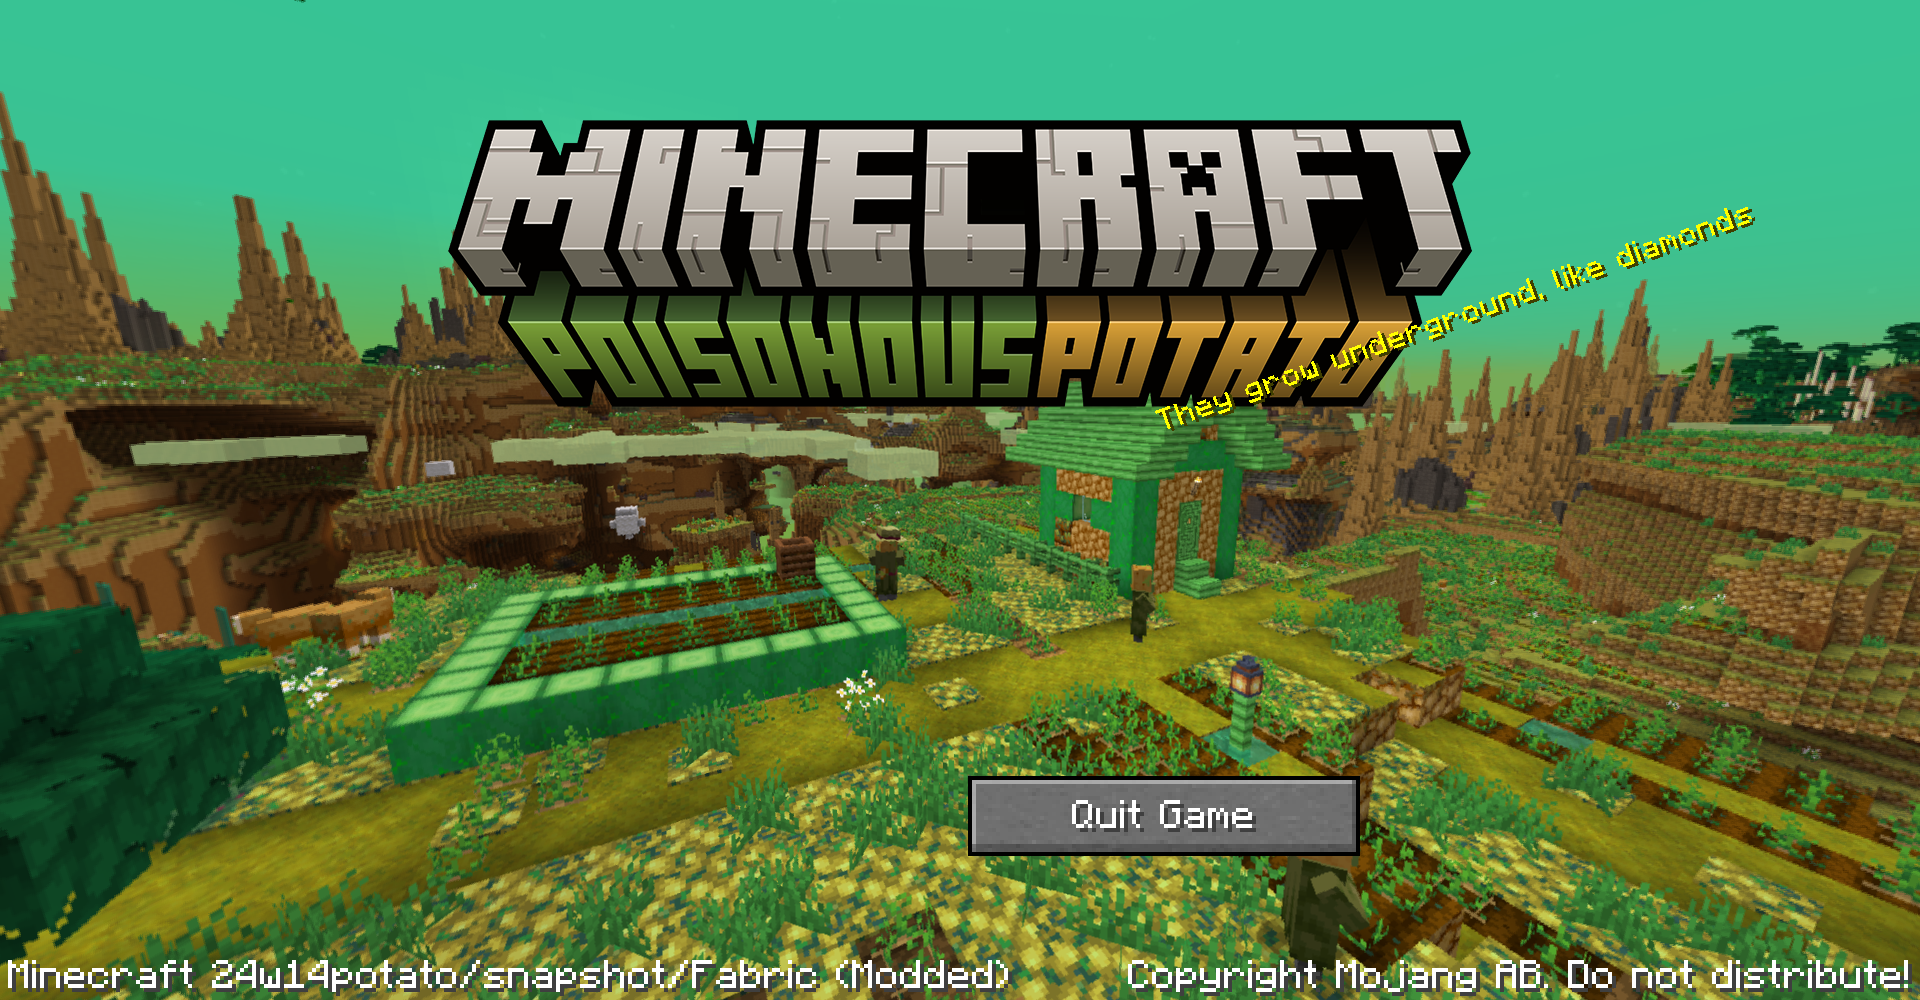 MINECRAFT
POISONOUS POTATO
They grow underground, like diamonds
Quit Game
Minecraft 24w14potato/snapshot/Fabric (Modded)
Copyright Mojang AB. Do not distribute!